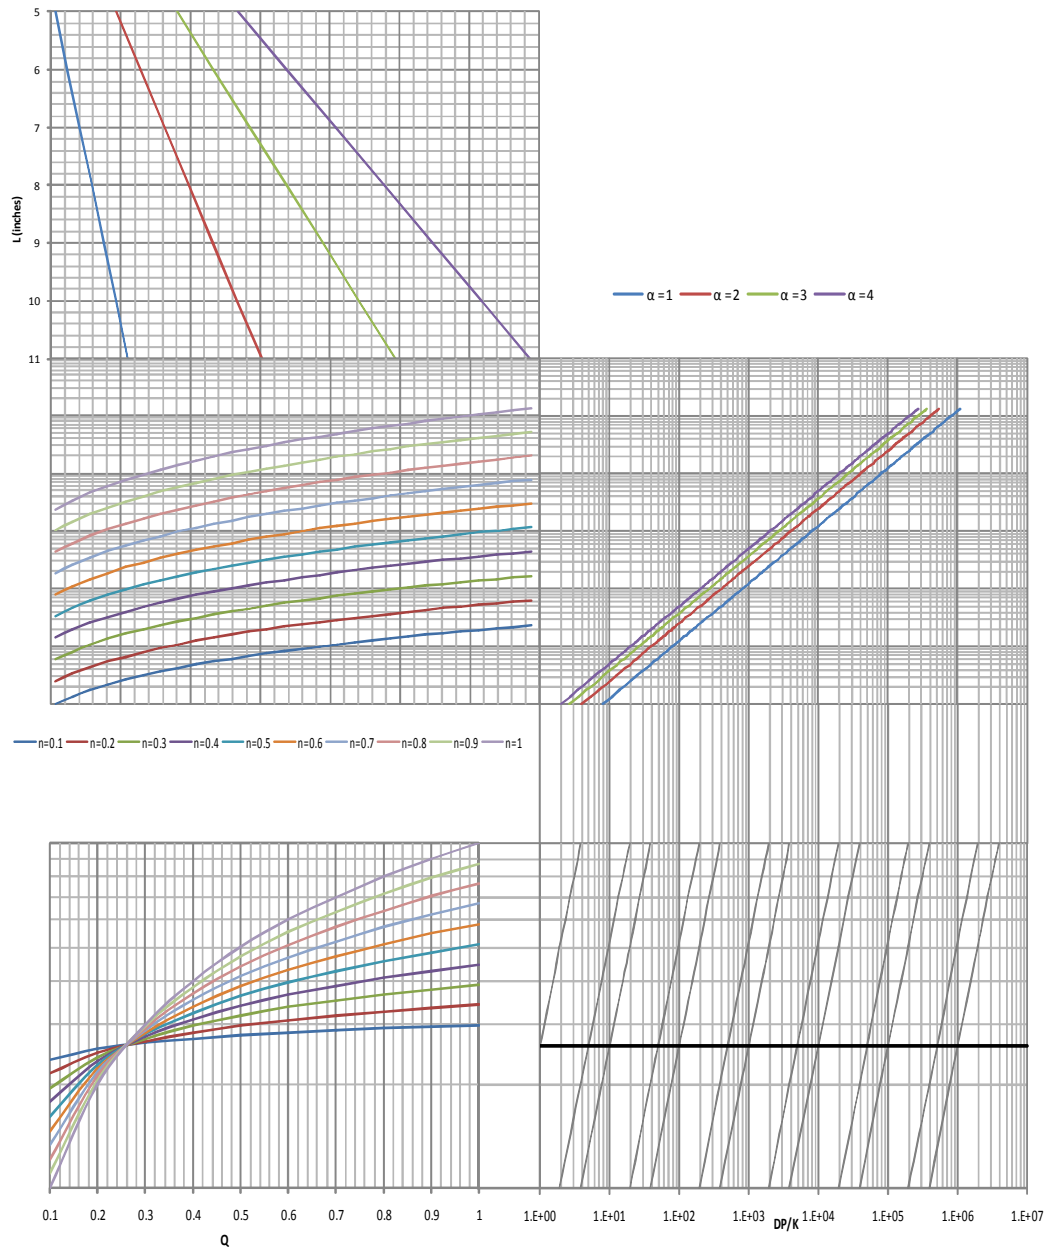 5
6
7
8
9
10
11
L (inches)
α =1 α =2 α =3 α =4
n=0.1 n=0.2 n=0.3 n=0.4 n=0.5 n=0.6 n=0.7 n=0.8 n=0.9 n=1
0.1 0.2 0.3 0.4 0.5 0.6 0.7 0.8 0.9 1
Q
1.E+00 1.E+01 1.E+02 1.E+03 1.E+04 1.E+05 1.E+06 1.E+07
DP/K